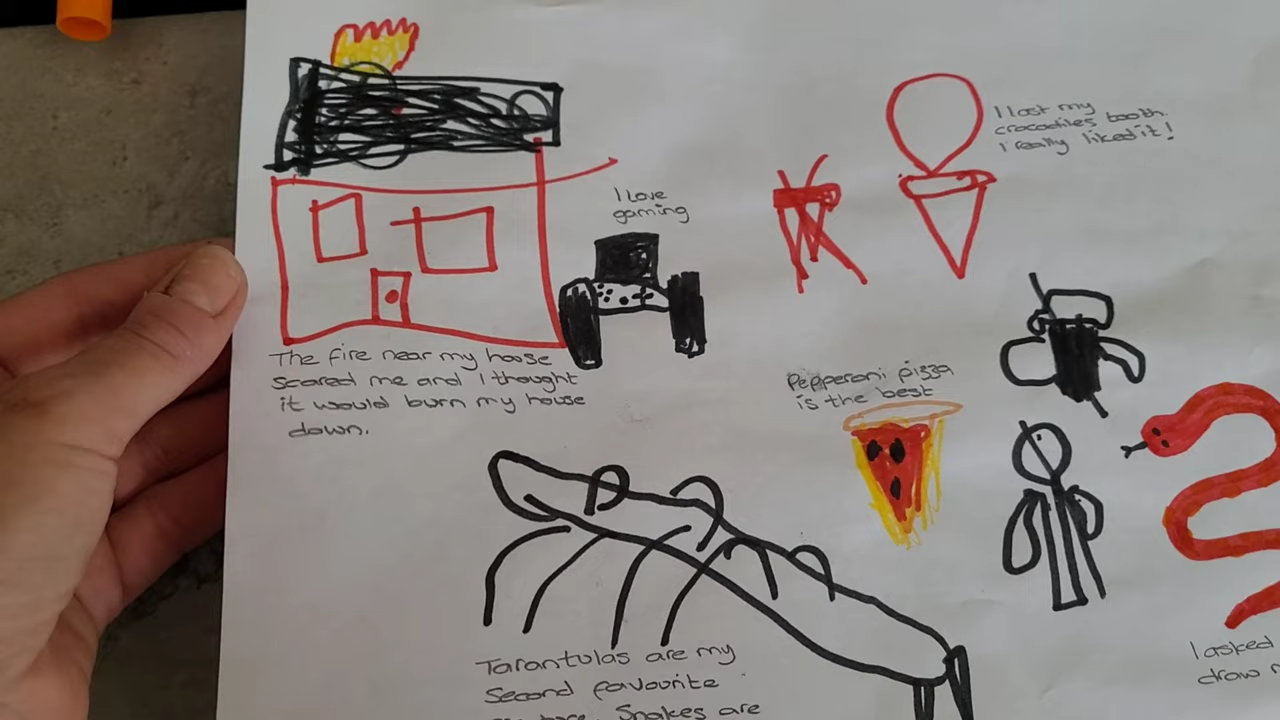 I lost my
crocodiles tooth.
I really liked it!
I Love
gaming
The fire near my house
scared me and I thought
it would burn my house
down.
Pepperoni pizza
is the best
Tarantulas are my
second favourite
Snakes are
I asked
draw